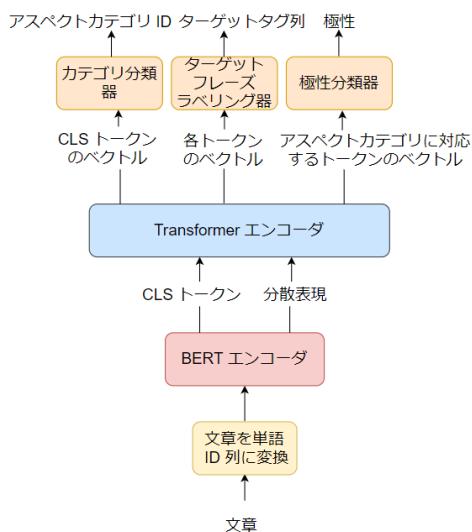 アスペクトカテゴリ ID ターゲットタグ列 極性
カテゴリ分類
器
ターゲット
フレーズ
ラベリング器
極性分類器
CLS トークン
のベクトル
各トークン
のベクトル
アスペクトカテゴリに対応
するトークンのベクトル
Transformer エンコーダ
CLS トークン
分散表現
BERT エンコーダ
文章を単語
ID 列に変換
文章